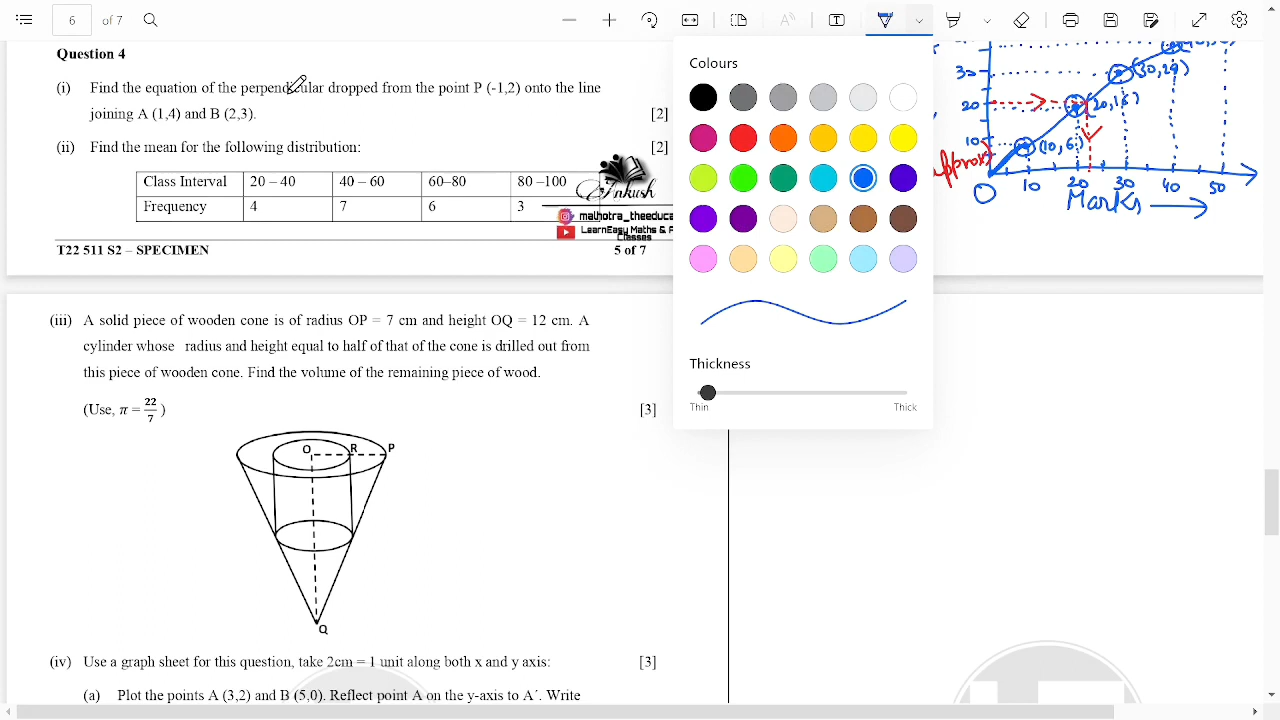 6 of 7
Question 4
(i) Find the equation of the perpendicular dropped from the point P (-1,2) onto the line
joining A (1,4) and B (2,3). [2]
(ii) Find the mean for the following distribution: [2]
Class Interval 20 – 40 40 – 60 60–80 80 –100
Frequency 4 7 6 3
Ankush
malhotra_theeduca
LearnEasy Maths & P
Classes
T22 511 S2 – SPECIMEN 5 of 7
(iii) A solid piece of wooden cone is of radius OP = 7 cm and height OQ = 12 cm. A
cylinder whose radius and height equal to half of that of the cone is drilled out from
this piece of wooden cone. Find the volume of the remaining piece of wood.
(Use, π = 22/7 ) [3]
O R P
Q
(iv) Use a graph sheet for this question, take 2cm = 1 unit along both x and y axis: [3]
(a) Plot the points A (3,2) and B (5,0). Reflect point A on the y-axis to A´. Write
Colours
Thickness
Thin Thick
30 (30,29)
20
10 (10,6)
approx
O 10 20 30 40 50
Marks